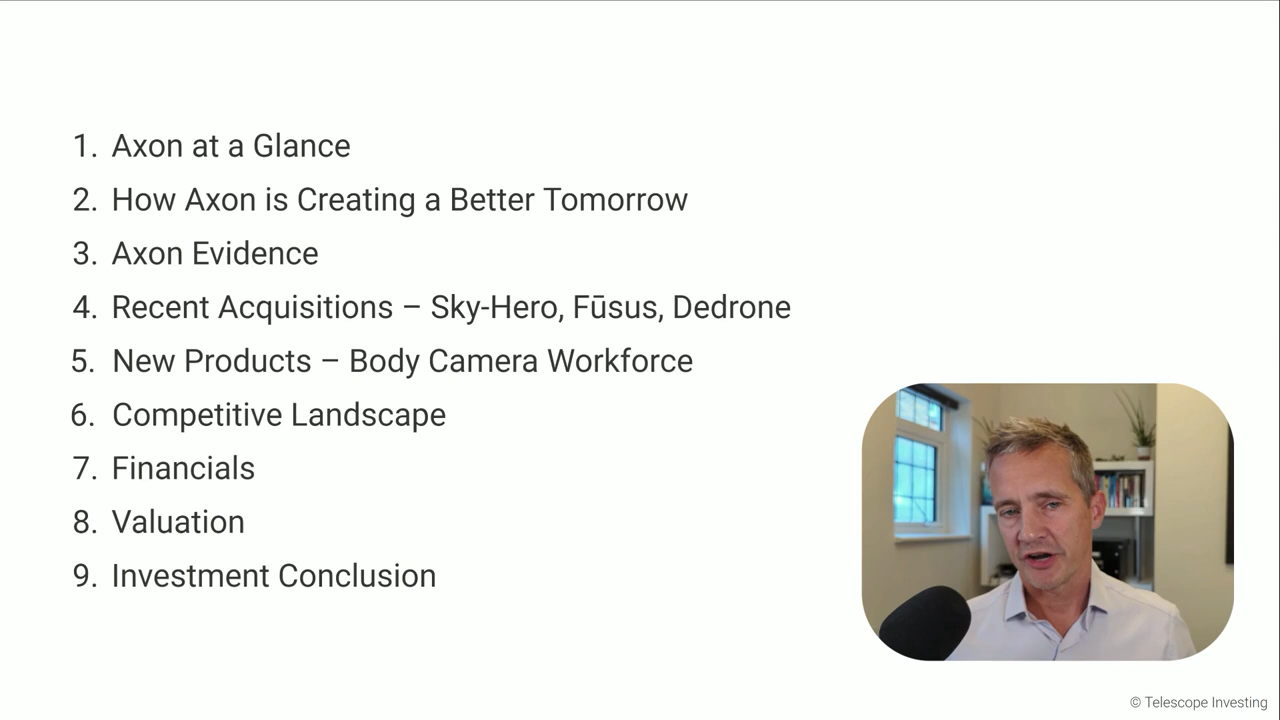 1. Axon at a Glance
2. How Axon is Creating a Better Tomorrow
3. Axon Evidence
4. Recent Acquisitions – Sky-Hero, Fūsus, Dedrone
5. New Products – Body Camera Workforce
6. Competitive Landscape
7. Financials
8. Valuation
9. Investment Conclusion
© Telescope Investing